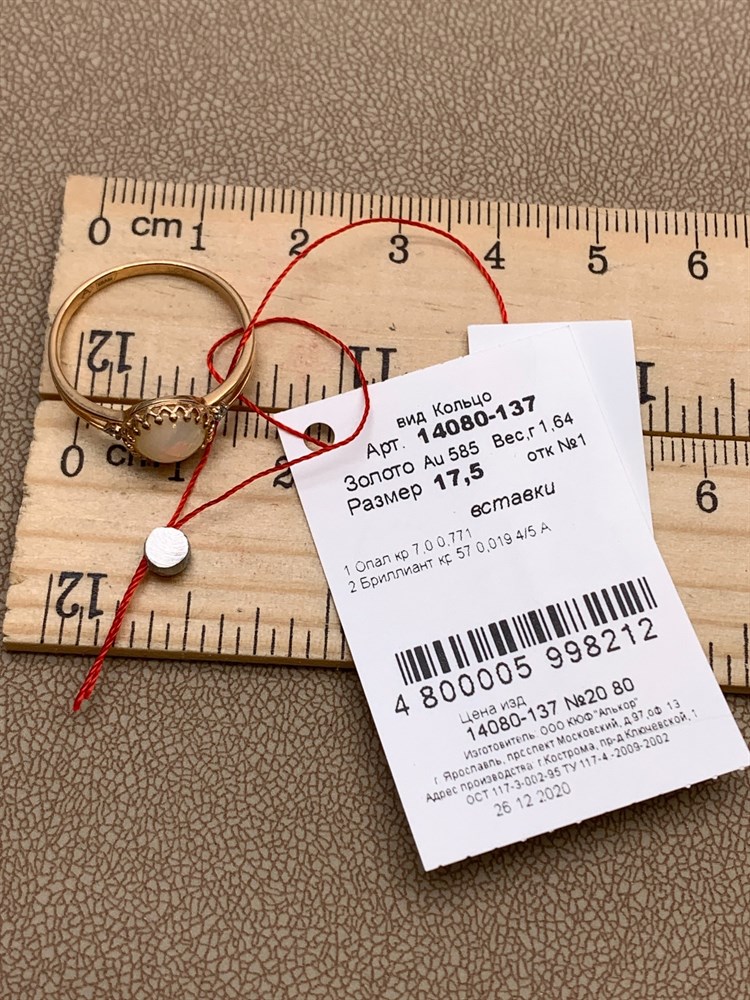 0 cm 1 2 3 4 5 6
12 11
0 cm 2 6
12
вид Кольцо
Арт. 14080-137
Золото Au 585 Вес,г 1,64
Размер 17,5 отк №1
вставки
1 Опал кр 7,0 0,771
2 Бриллиант кр 57 0,019 4/5 А
4 800005 998212
Цена изд
14080-137 №20 80
Изготовитель ООО КЮФ "Алькор"
г. Ярославль, проспект Московский, д 97,оф 13
Адрес производства г.Кострома, пр-д Ключевской, 1
ОСТ 117-3-002-95 ТУ 117-4-2009-2002
26 12 2020